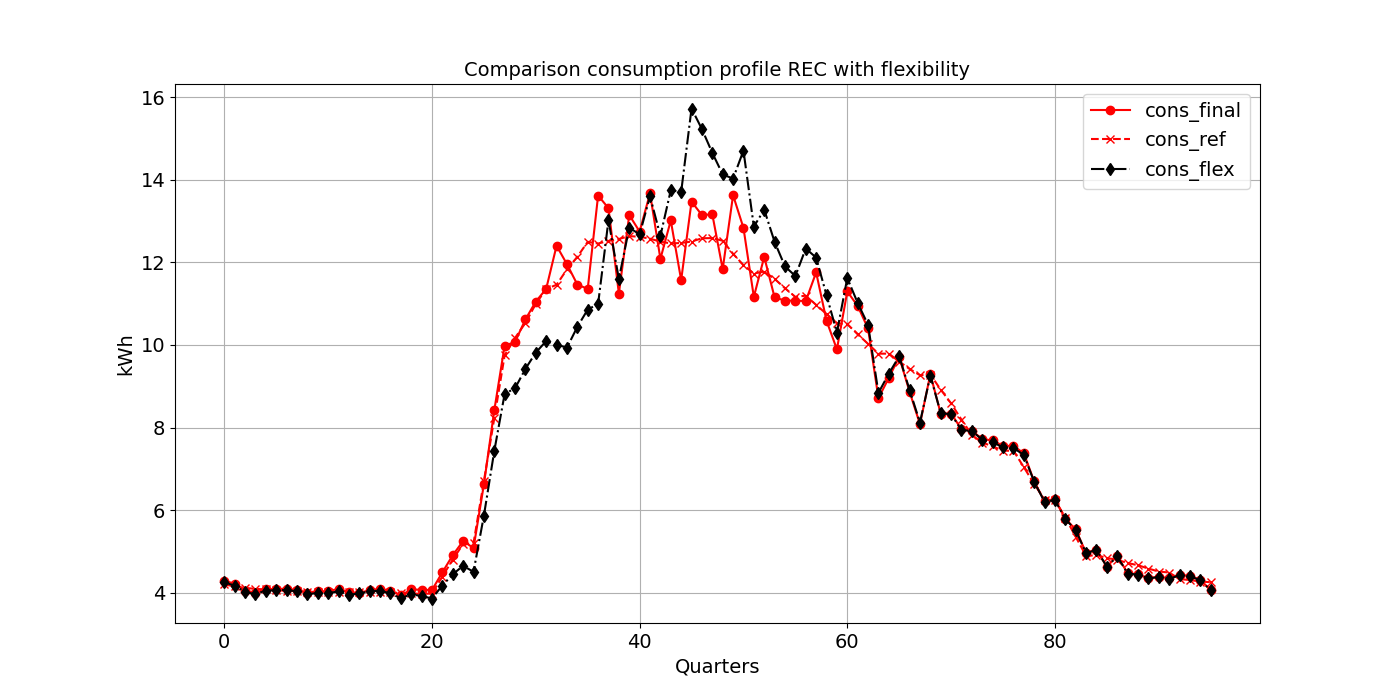 Comparison consumption profile REC with flexibility
cons_final
cons_ref
cons_flex
kWh
16
14
12
10
8
6
4
0 20 40 60 80
Quarters